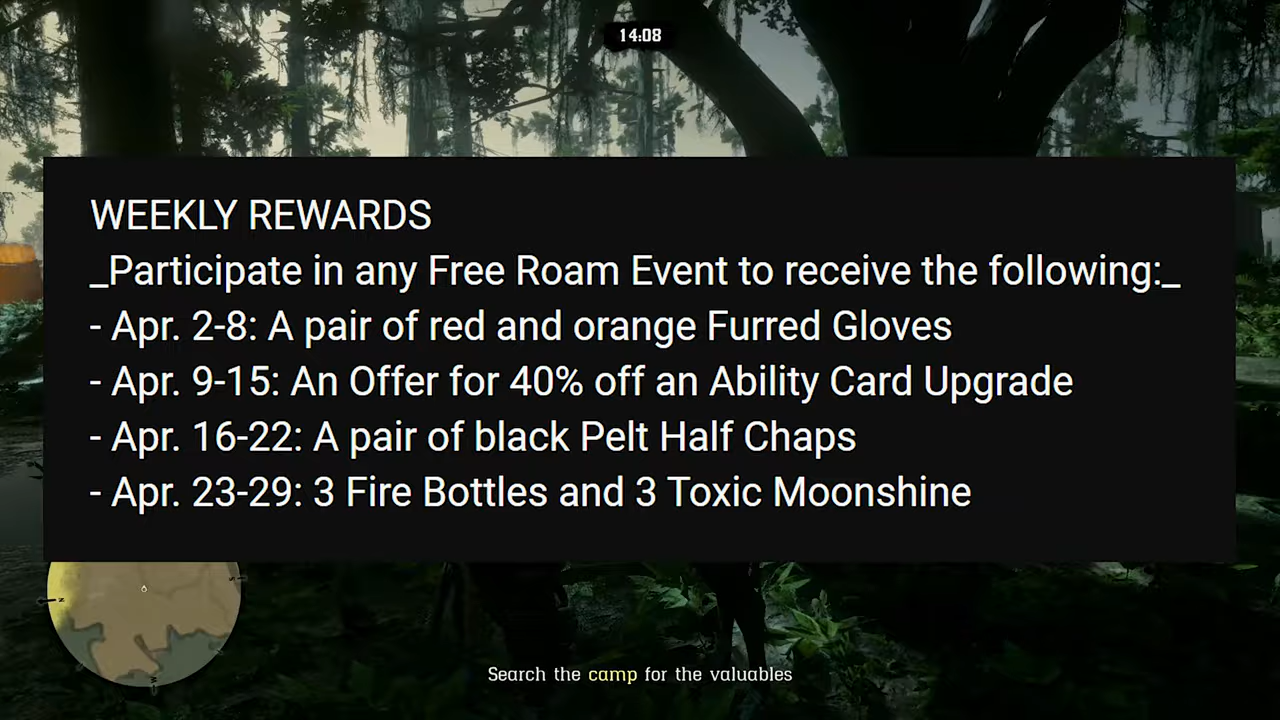 14:08
WEEKLY REWARDS
_Participate in any Free Roam Event to receive the following:_
- Apr. 2-8: A pair of red and orange Furred Gloves
- Apr. 9-15: An Offer for 40% off an Ability Card Upgrade
- Apr. 16-22: A pair of black Pelt Half Chaps
- Apr. 23-29: 3 Fire Bottles and 3 Toxic Moonshine
Search the camp for the valuables